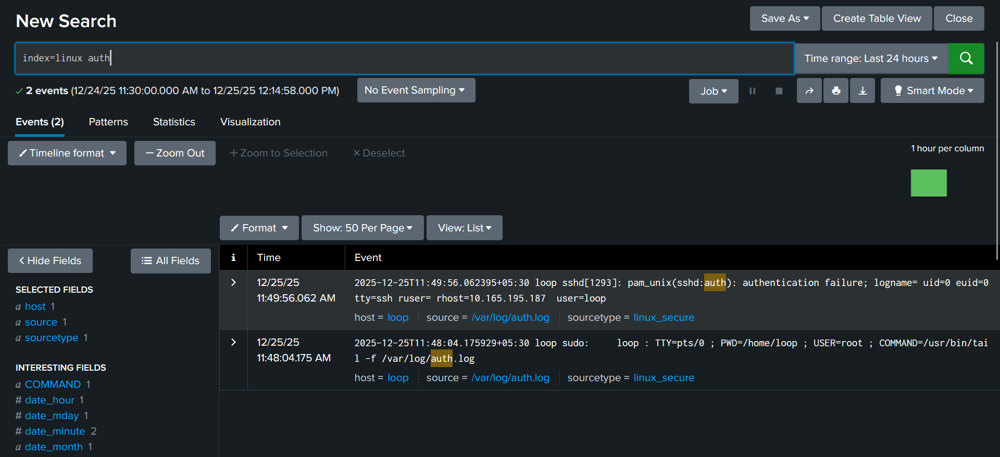 New Search
Save As
Create Table View
Close
index=linux auth
Time range: Last 24 hours
2 events (12/24/25 11:30:00.000 AM to 12/25/25 12:14:58.000 PM)
No Event Sampling
Job
Smart Mode
Events (2)
Patterns
Statistics
Visualization
Timeline format
Zoom Out
+ Zoom to Selection
× Deselect
1 hour per column
Format
Show: 50 Per Page
View: List
Hide Fields
All Fields
i
Time
Event
SELECTED FIELDS
a host 1
a source 1
a sourcetype 1
INTERESTING FIELDS
a COMMAND 1
# date_hour 1
# date_mday 1
# date_minute 2
a date_month 1
12/25/25
11:49:56.062 AM
2025-12-25T11:49:56.062395+05:30 loop sshd[1293]: pam_unix(sshd:auth): authentication failure; logname= uid=0 euid=0
tty=ssh ruser= rhost=10.165.195.187  user=loop
host = loop
source = /var/log/auth.log
sourcetype = linux_secure
12/25/25
11:48:04.175 AM
2025-12-25T11:48:04.175929+05:30 loop sudo:     loop : TTY=pts/0 ; PWD=/home/loop ; USER=root ; COMMAND=/usr/bin/tai
l -f /var/log/auth.log
host = loop
source = /var/log/auth.log
sourcetype = linux_secure